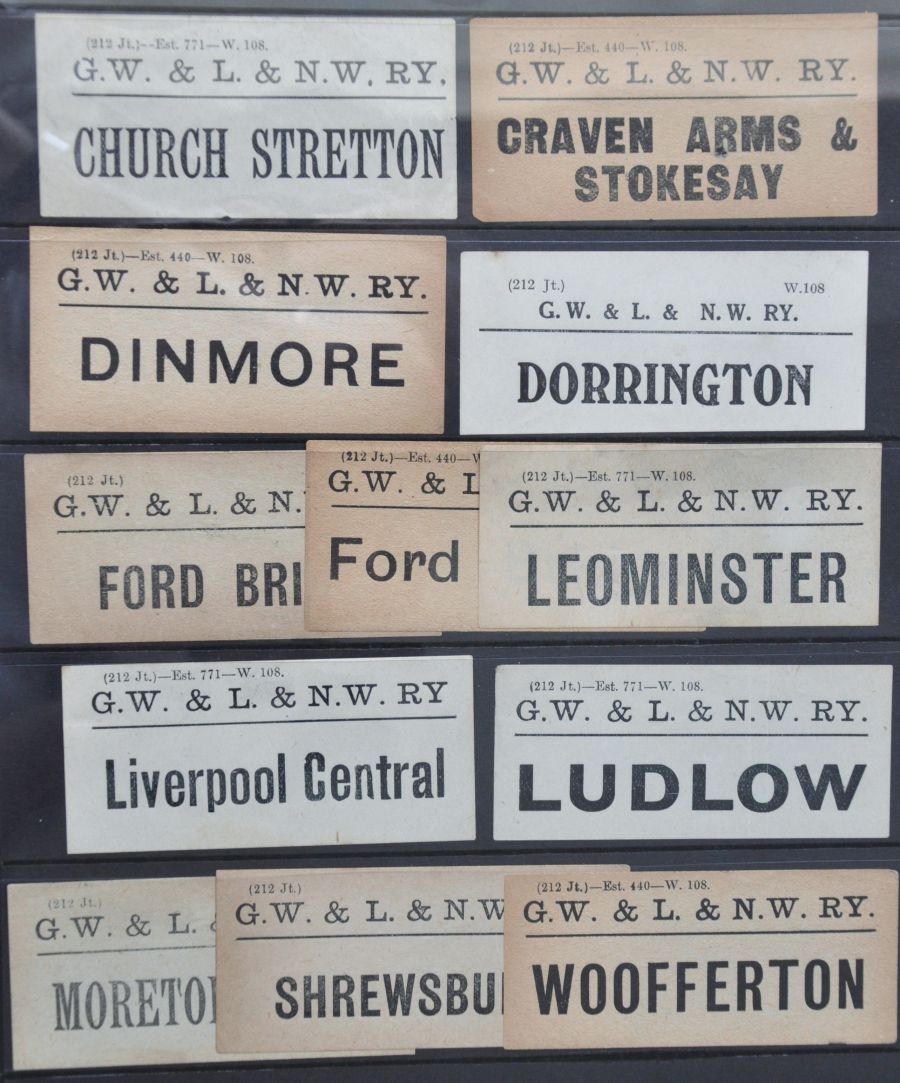 (212 Jt.)--Est. 771—W. 108.
G.W. & L. & N.W. RY.
CHURCH STRETTON
(212 Jt.)—Est. 440—W. 108.
G.W. & L. & N.W. RY.
CRAVEN ARMS &
STOKESAY
(212 Jt.)—Est. 440—W. 108.
G.W. & L. & N.W. RY.
DINMORE
(212 Jt.) W.108
G.W. & L. & N.W. RY.
DORRINGTON
(212 Jt.)
G.W. & L. & N.
FORD BRI
(212 Jt.)—Est. 440—W
G.W. & L
Ford
(212 Jt.)—Est. 771—W. 108.
G.W. & L. & N.W. RY.
LEOMINSTER
(212 Jt.)—Est. 771—W. 108.
G.W. & L. & N.W. RY
Liverpool Central
(212 Jt.)—Est. 771—W. 108.
G.W. & L. & N.W. RY.
LUDLOW
(212 Jt.)
G.W. & L. &
MORETO
(212 Jt.)
G.W. & L. & N.W
SHREWSBU
(212 Jt.)—Est. 440—W. 108.
G.W. & L. & N.W. RY.
WOOFFERTON